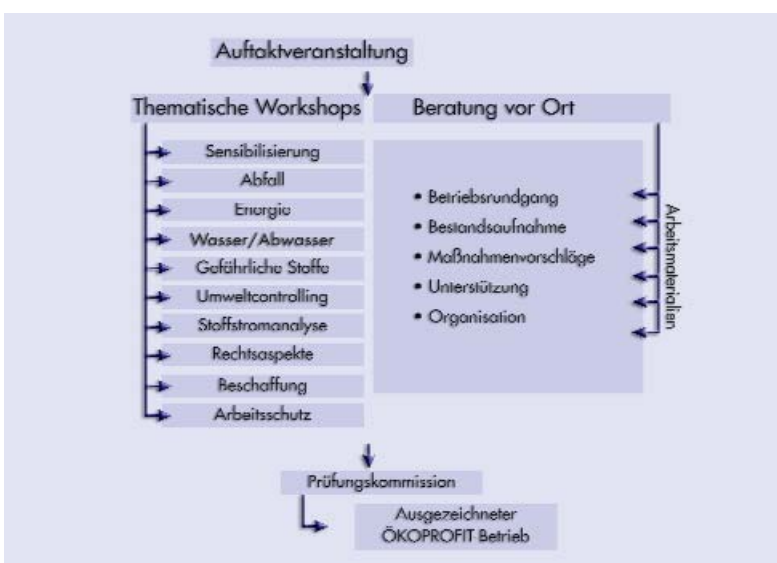 Auftaktveranstaltung
Thematische Workshops
Sensibilisierung
Abfall
Energie
Wasser/Abwasser
Gefährliche Stoffe
Umweltcontrolling
Stoffstromanalyse
Rechtsaspekte
Beschaffung
Arbeitsschutz
Beratung vor Ort
• Betriebsrundgang
• Bestandsaufnahme
• Maßnahmenvorschläge
• Unterstützung
• Organisation
Arbeitsmaterialien
Prüfungskommission
Ausgezeichneter
ÖKOPROFIT-Betrieb